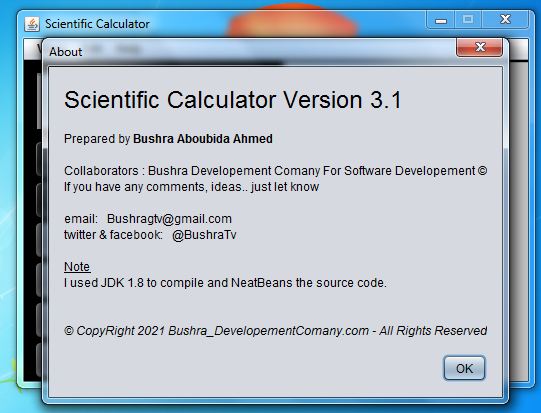 Scientific Calculator
About
Scientific Calculator Version 3.1
Prepared by Bushra Aboubida Ahmed
Collaborators : Bushra Developement Comany For Software Developement ©
If you have any comments, ideas.. just let know
email: Bushragtv@gmail.com
twitter & facebook: @BushraTv
Note
I used JDK 1.8 to compile and NeatBeans the source code.
© CopyRight 2021 Bushra_DevelopementComany.com - All Rights Reserved
OK